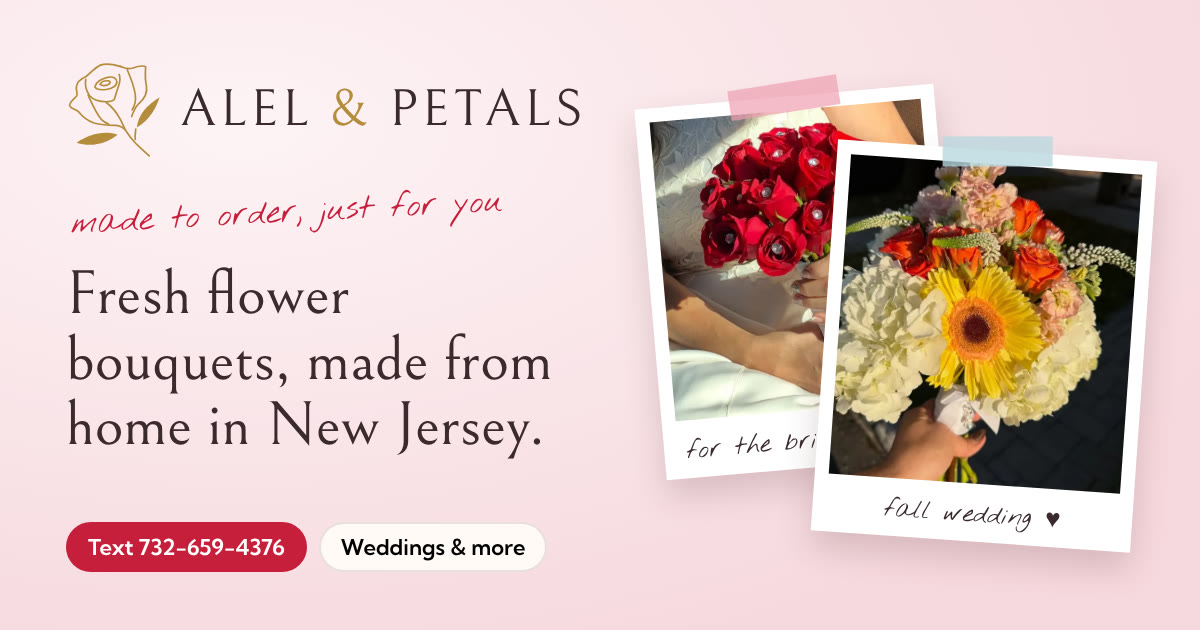 ALEL & PETALS
made to order, just for you
Fresh flower
bouquets, made from
home in New Jersey.
Text 732-659-4376
Weddings & more
for the
fall wedding ♥